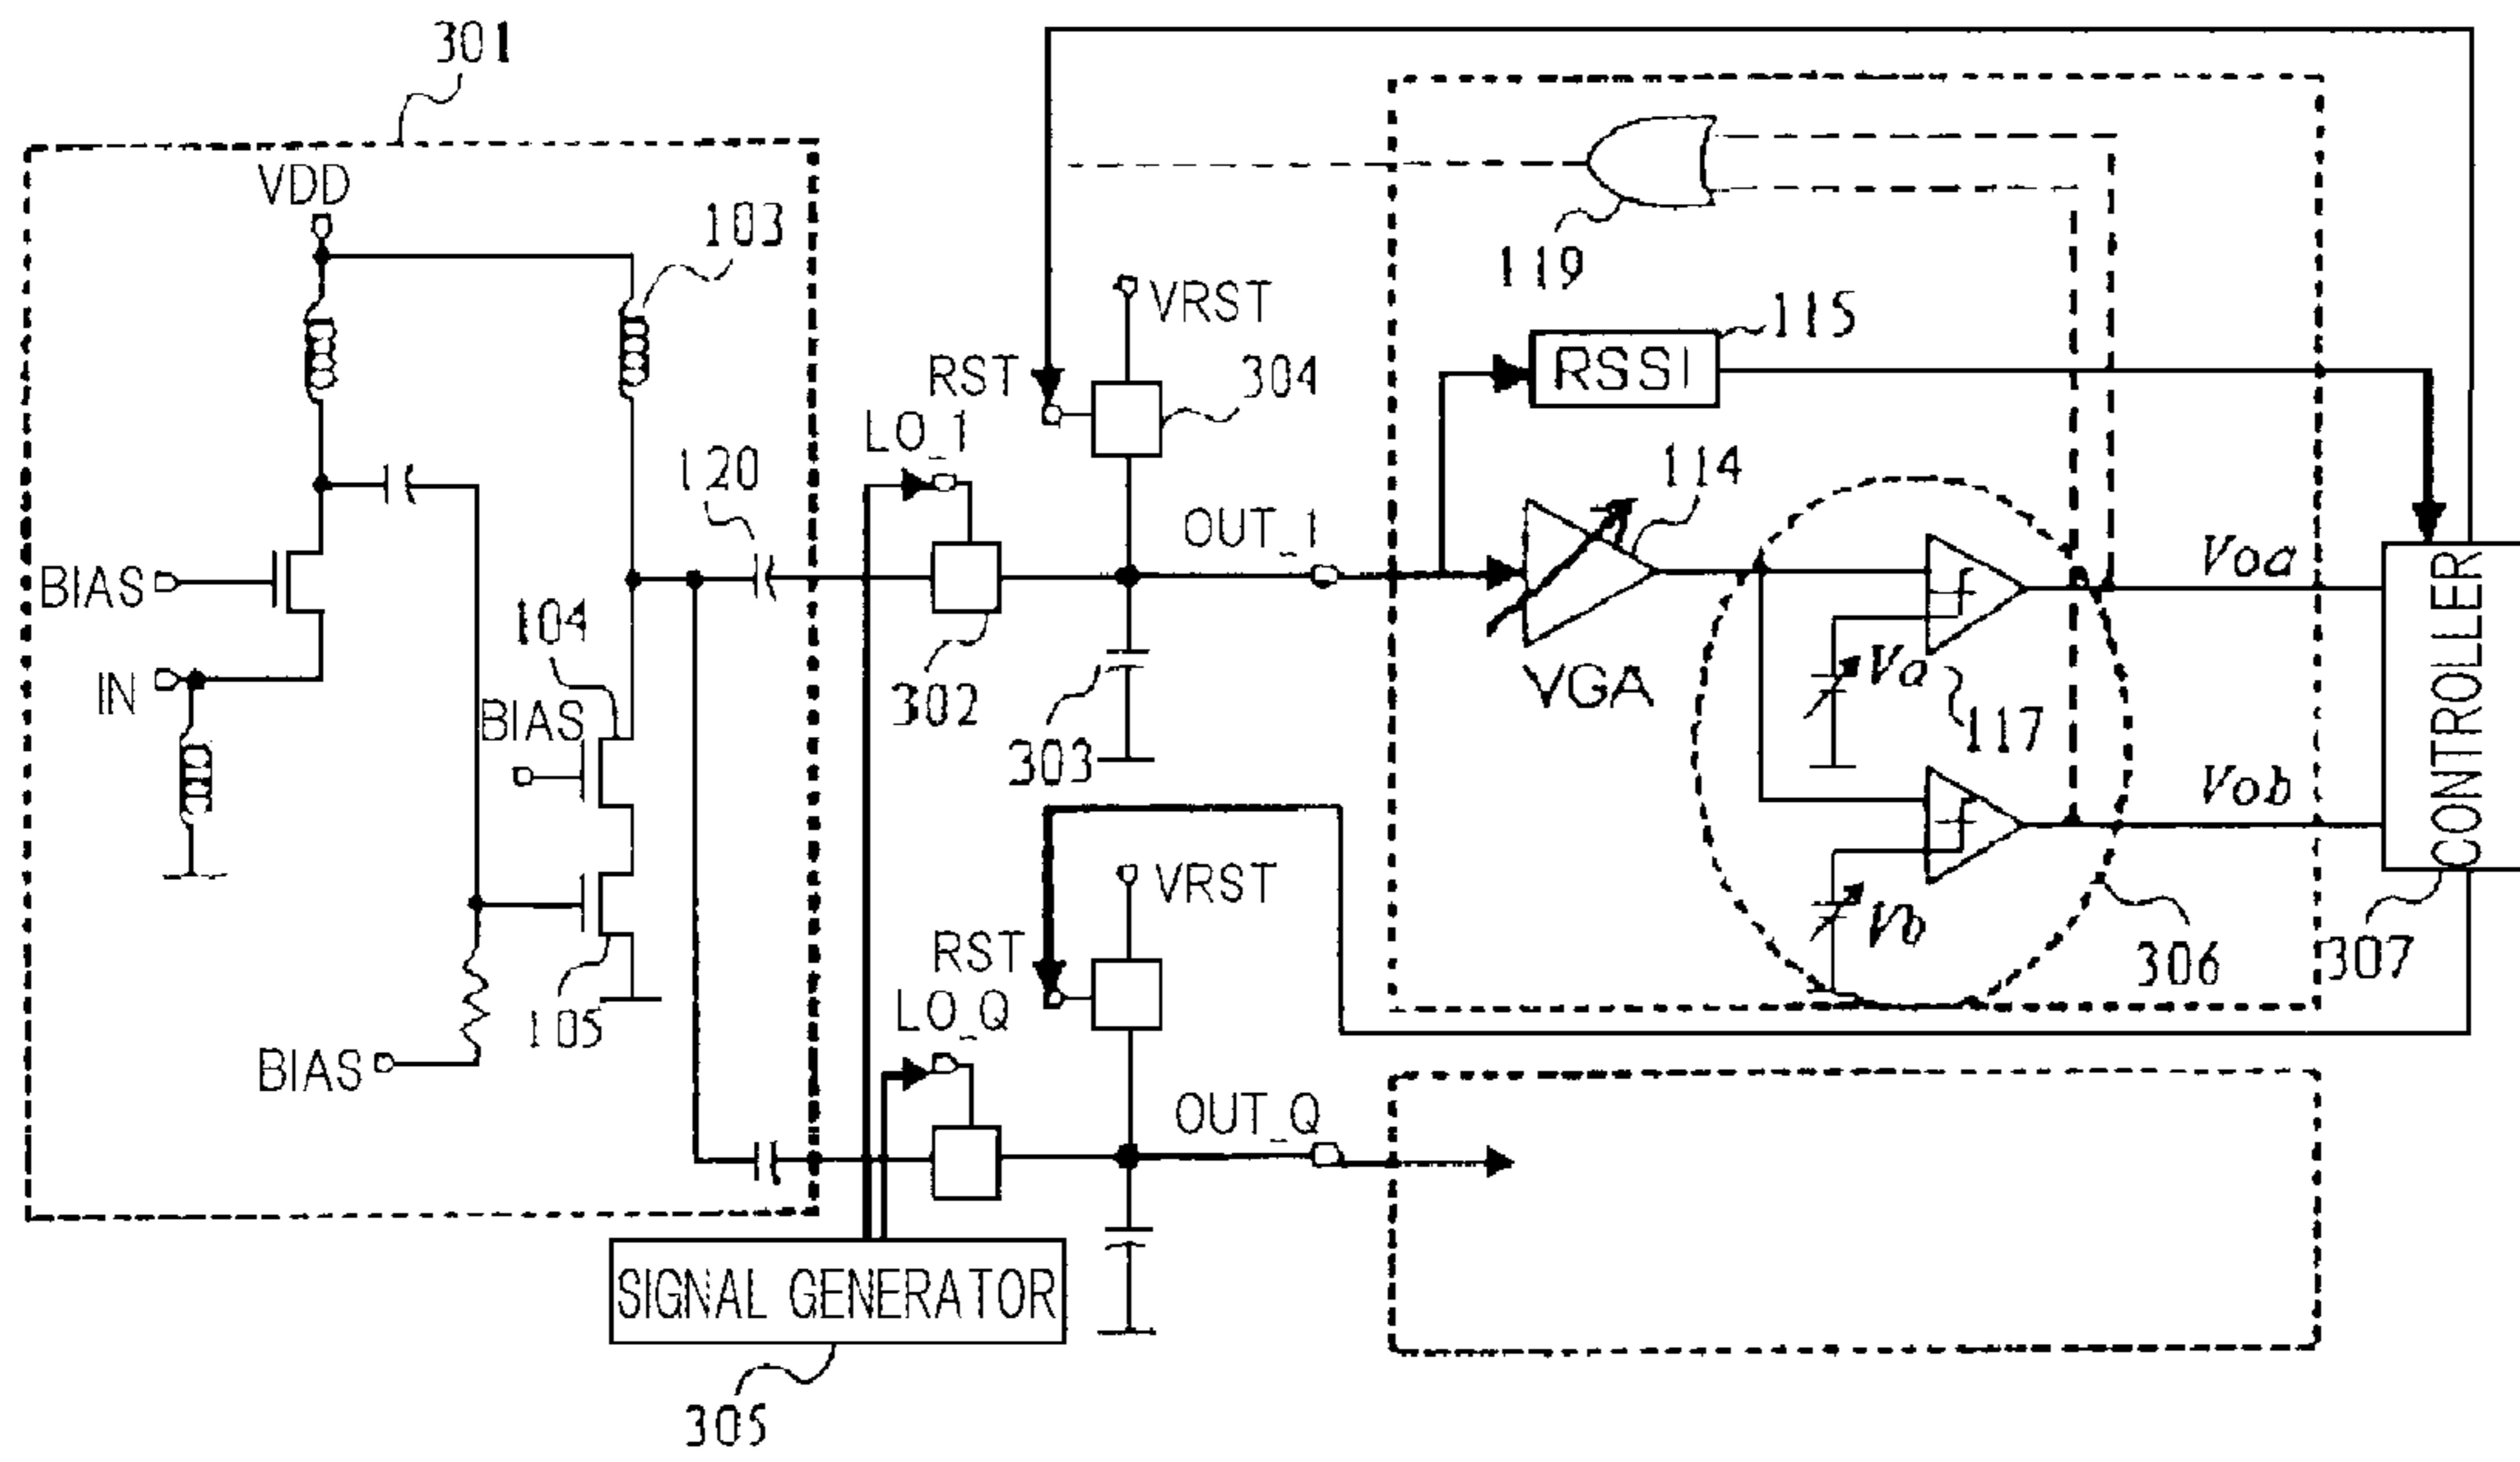 301
VDD
103
BIAS
IN
104
BIAS
105
BIAS
120
LO_I
RST
VRST
304
OUT_I
302
303
RST
VRST
LO_Q
OUT_Q
SIGNAL GENERATOR
305
119
RSSI
115
114
VGA
Va
117
Vb
306
Voa
Vob
CONTROLLER
307